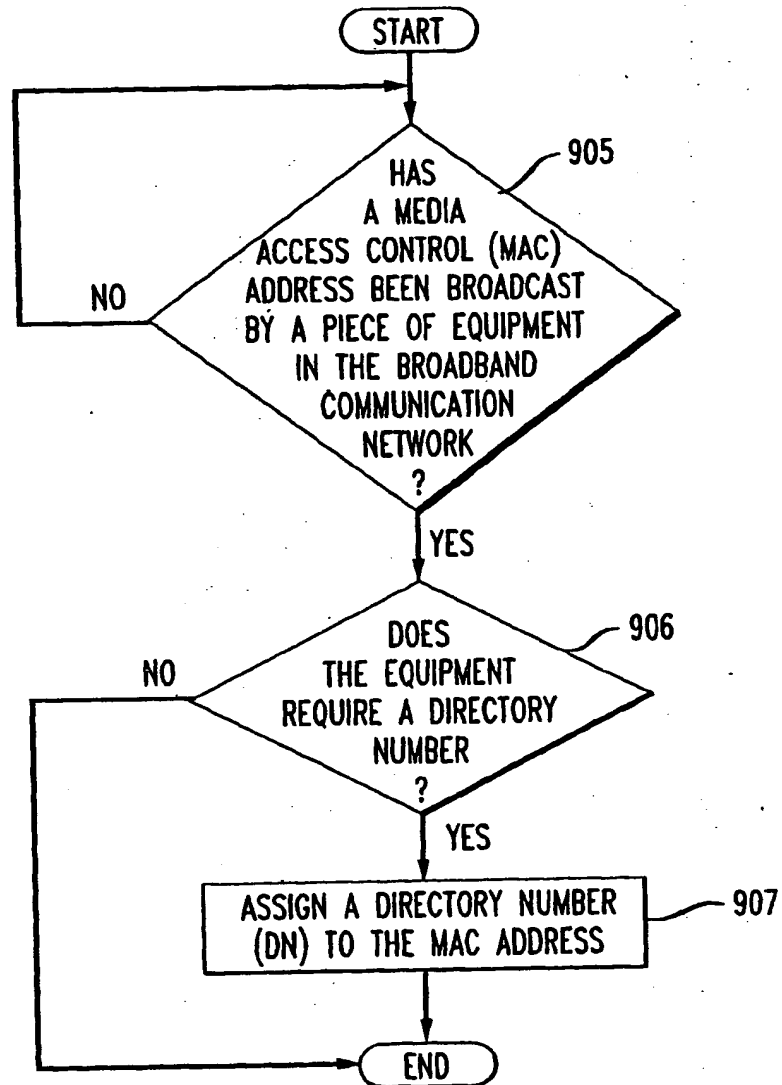 START
905
HAS
A MEDIA
ACCESS CONTROL (MAC)
ADDRESS BEEN BROADCAST
BY A PIECE OF EQUIPMENT
IN THE BROADBAND
COMMUNICATION
NETWORK
?
NO
YES
906
DOES
THE EQUIPMENT
REQUIRE A DIRECTORY
NUMBER
?
NO
YES
ASSIGN A DIRECTORY NUMBER
(DN) TO THE MAC ADDRESS
907
END